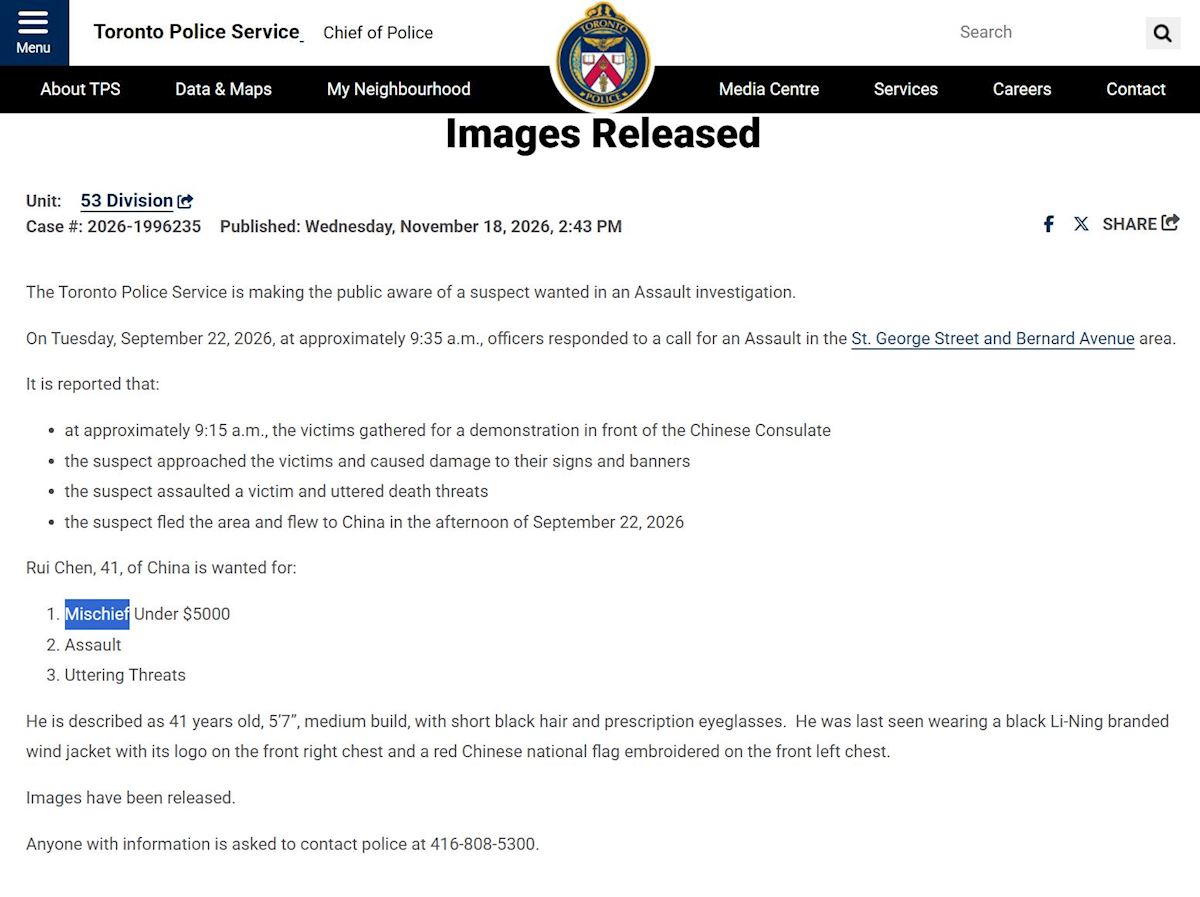 Menu
Toronto Police Service
Chief of Police
TORONTO
POLICE
Search
About TPS
Data & Maps
My Neighbourhood
Media Centre
Services
Careers
Contact
Images Released
Unit: 53 Division
Case #: 2026-1996235 Published: Wednesday, November 18, 2026, 2:43 PM
SHARE
The Toronto Police Service is making the public aware of a suspect wanted in an Assault investigation.
On Tuesday, September 22, 2026, at approximately 9:35 a.m., officers responded to a call for an Assault in the St. George Street and Bernard Avenue area.
It is reported that:
• at approximately 9:15 a.m., the victims gathered for a demonstration in front of the Chinese Consulate
• the suspect approached the victims and caused damage to their signs and banners
• the suspect assaulted a victim and uttered death threats
• the suspect fled the area and flew to China in the afternoon of September 22, 2026
Rui Chen, 41, of China is wanted for:
1. Mischief Under $5000
2. Assault
3. Uttering Threats
He is described as 41 years old, 5’7”, medium build, with short black hair and prescription eyeglasses. He was last seen wearing a black Li-Ning branded
wind jacket with its logo on the front right chest and a red Chinese national flag embroidered on the front left chest.
Images have been released.
Anyone with information is asked to contact police at 416-808-5300.